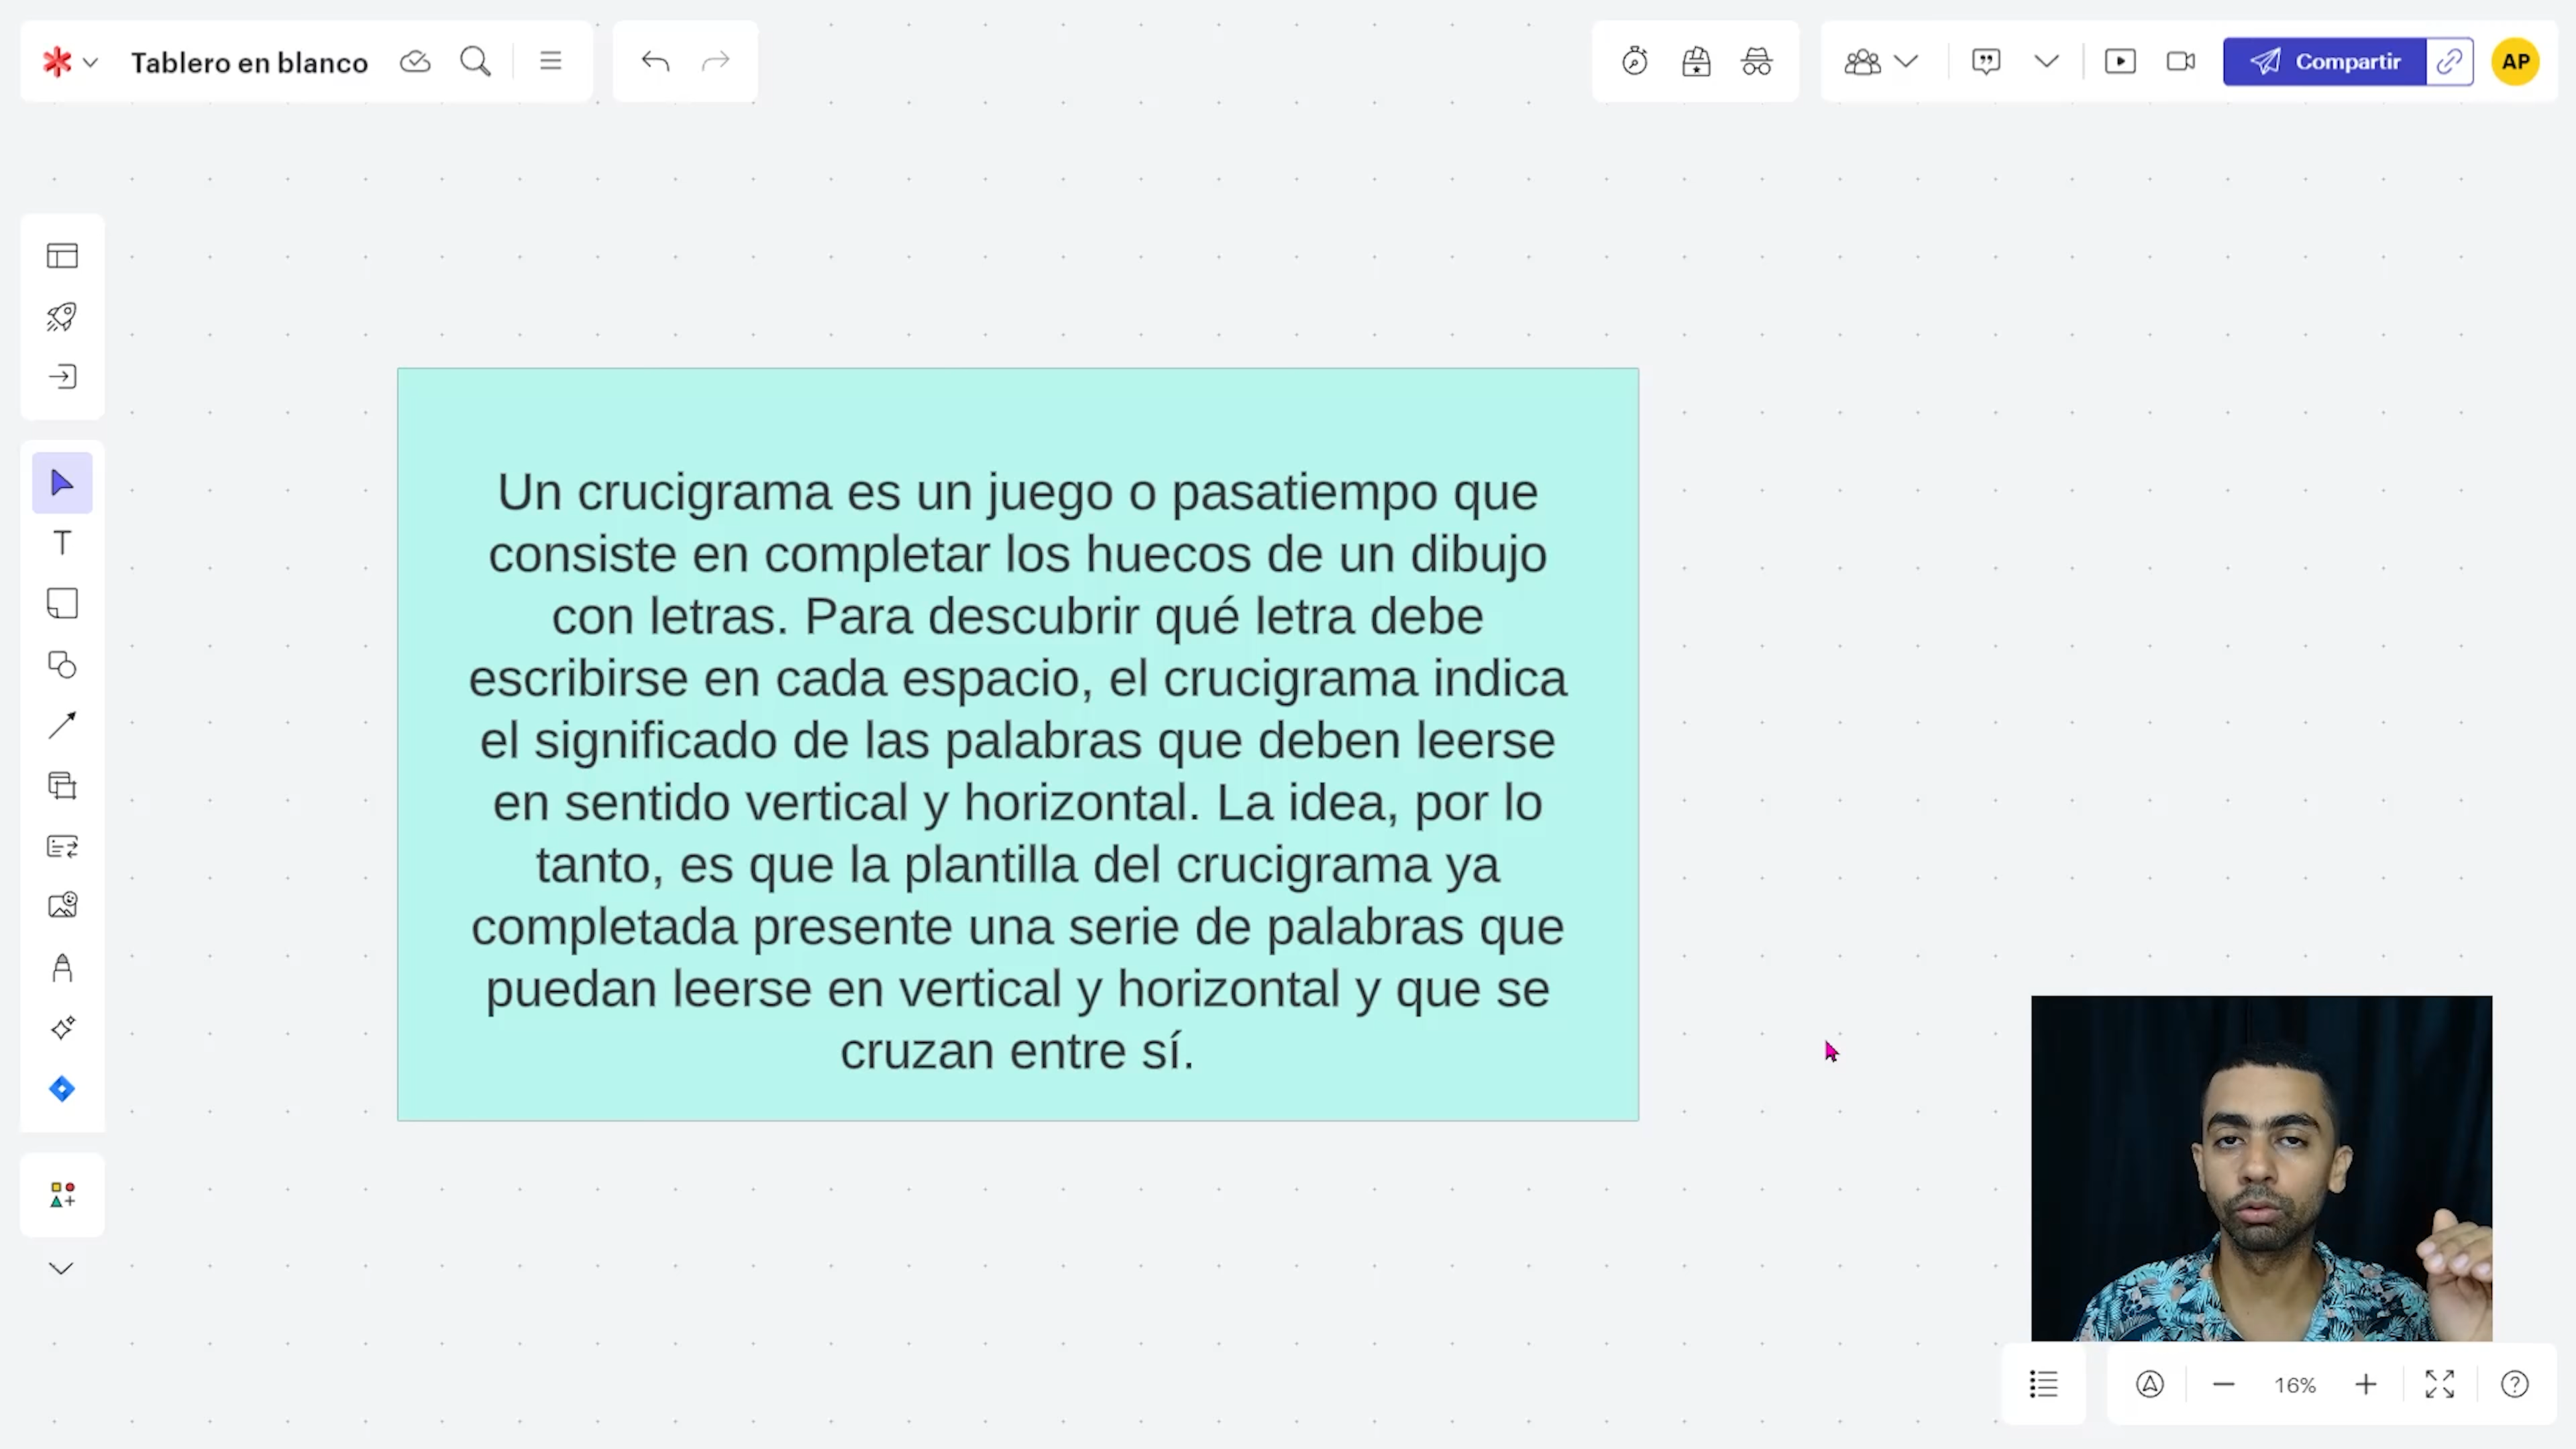 Tablero en blanco
Compartir
AP
T
Un crucigrama es un juego o pasatiempo que
consiste en completar los huecos de un dibujo
con letras. Para descubrir qué letra debe
escribirse en cada espacio, el crucigrama indica
el significado de las palabras que deben leerse
en sentido vertical y horizontal. La idea, por lo
tanto, es que la plantilla del crucigrama ya
completada presente una serie de palabras que
puedan leerse en vertical y horizontal y que se
cruzan entre sí.
16%